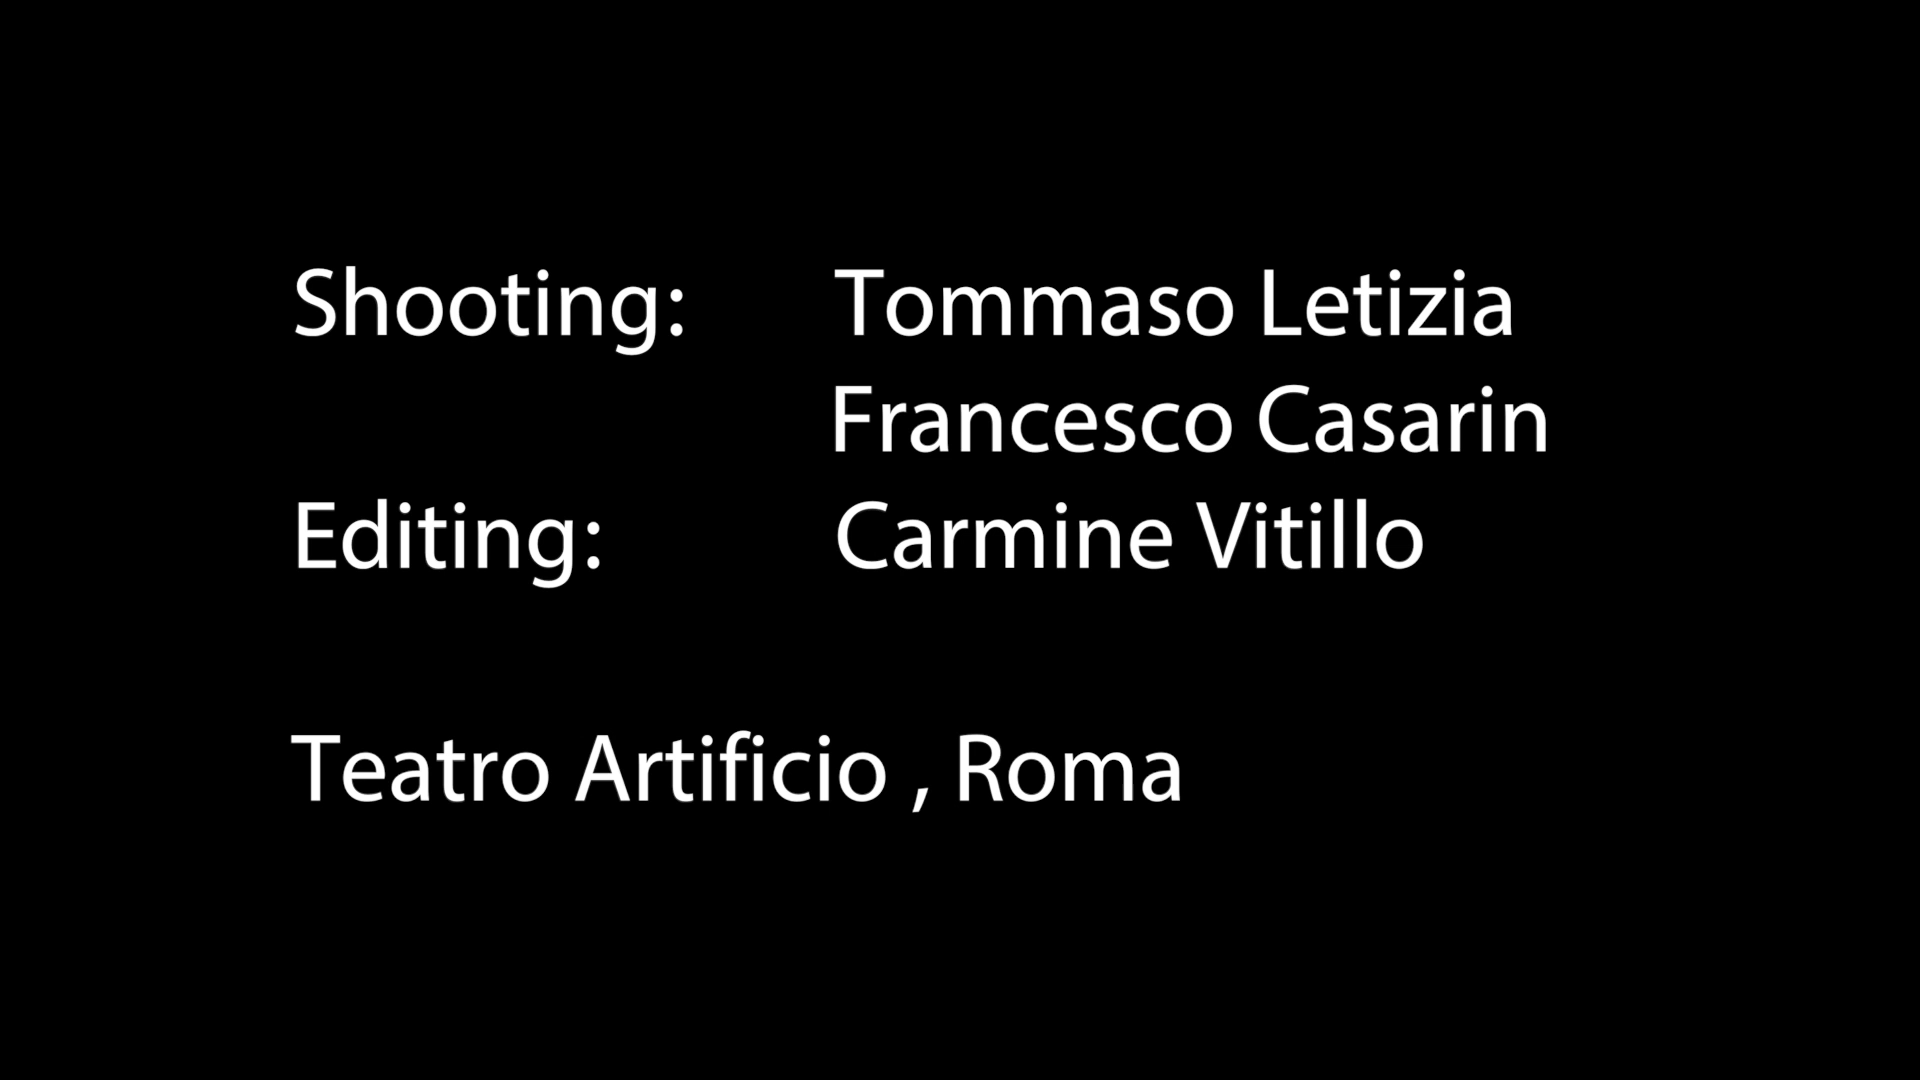 Shooting: Tommaso Letizia
Francesco Casarin
Editing: Carmine Vitillo
Teatro Artificio , Roma